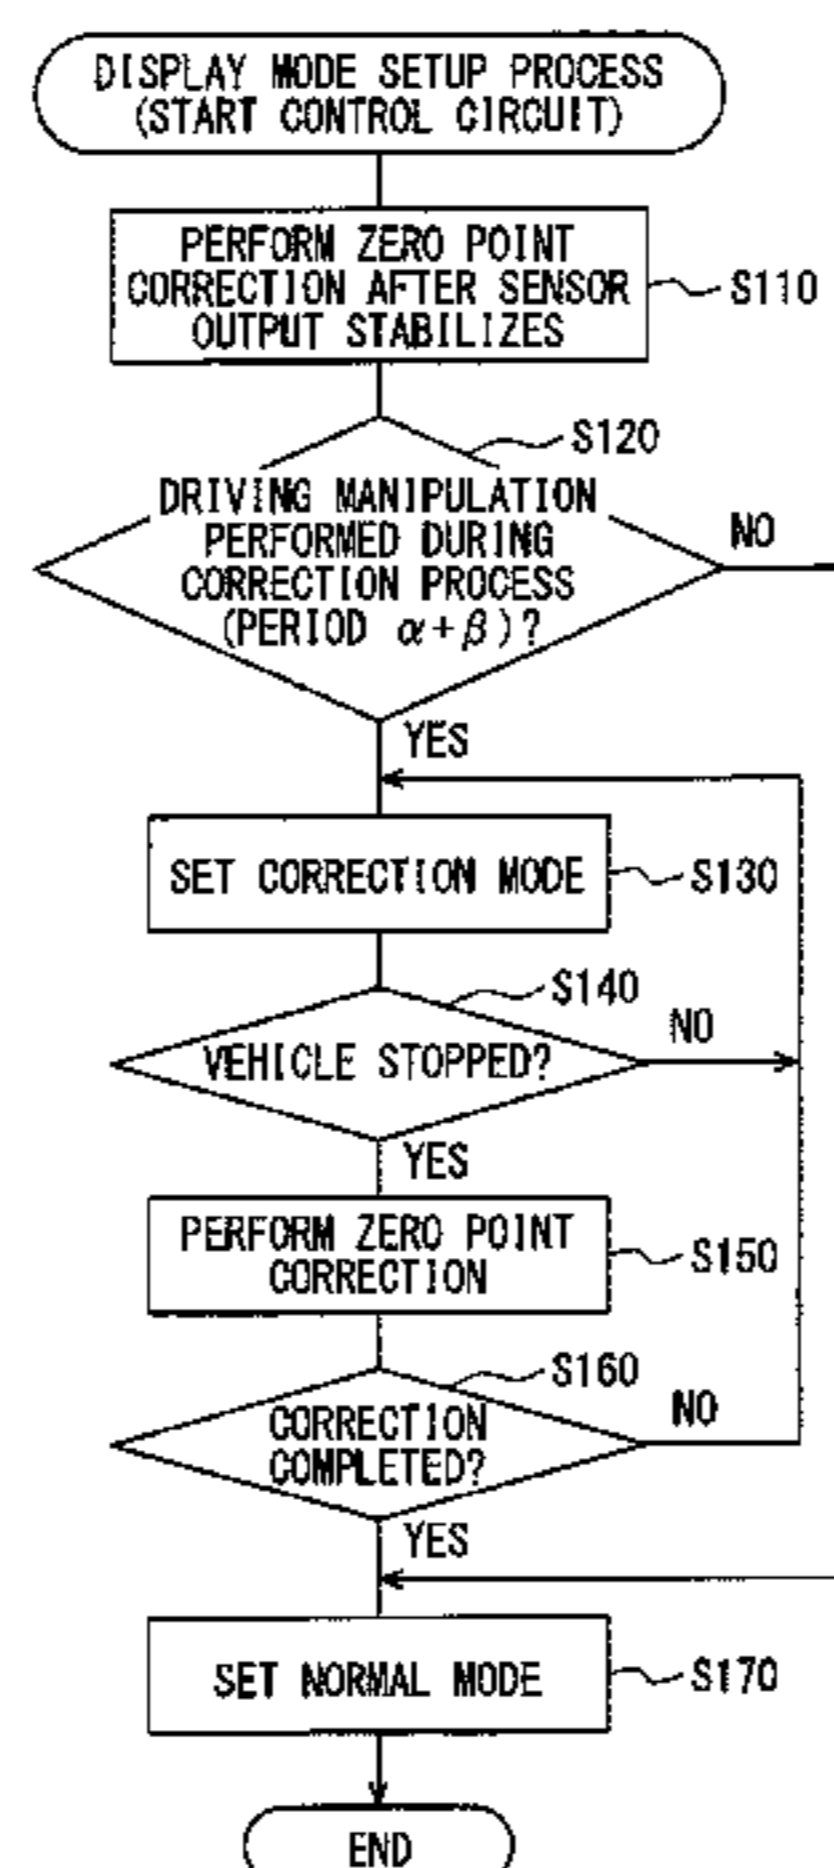 DISPLAY MODE SETUP PROCESS
(START CONTROL CIRCUIT)
PERFORM ZERO POINT
CORRECTION AFTER SENSOR
OUTPUT STABILIZES
S110
S120
DRIVING MANIPULATION
PERFORMED DURING
CORRECTION PROCESS
(PERIOD α+β)?
NO
YES
SET CORRECTION MODE
S130
S140
VEHICLE STOPPED?
NO
YES
PERFORM ZERO POINT
CORRECTION
S150
S160
CORRECTION
COMPLETED?
NO
YES
SET NORMAL MODE
S170
END